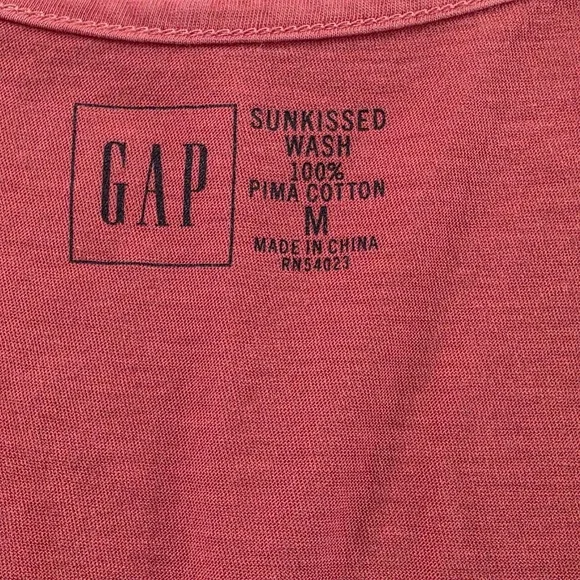 GAP
SUNKISSED
WASH
100%
PIMA COTTON
M
MADE IN CHINA
RN54023